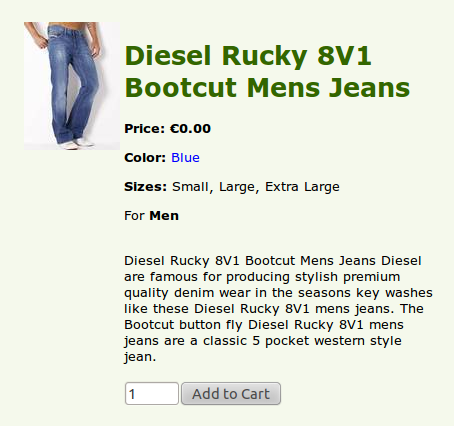 Diesel Rucky 8V1
Bootcut Mens Jeans
Price: €0.00
Color: Blue
Sizes: Small, Large, Extra Large
For Men
Diesel Rucky 8V1 Bootcut Mens Jeans Diesel
are famous for producing stylish premium
quality denim wear in the seasons key washes
like these Diesel Rucky 8V1 mens jeans. The
Bootcut button fly Diesel Rucky 8V1 mens
jeans are a classic 5 pocket western style
jean.
1 Add to Cart